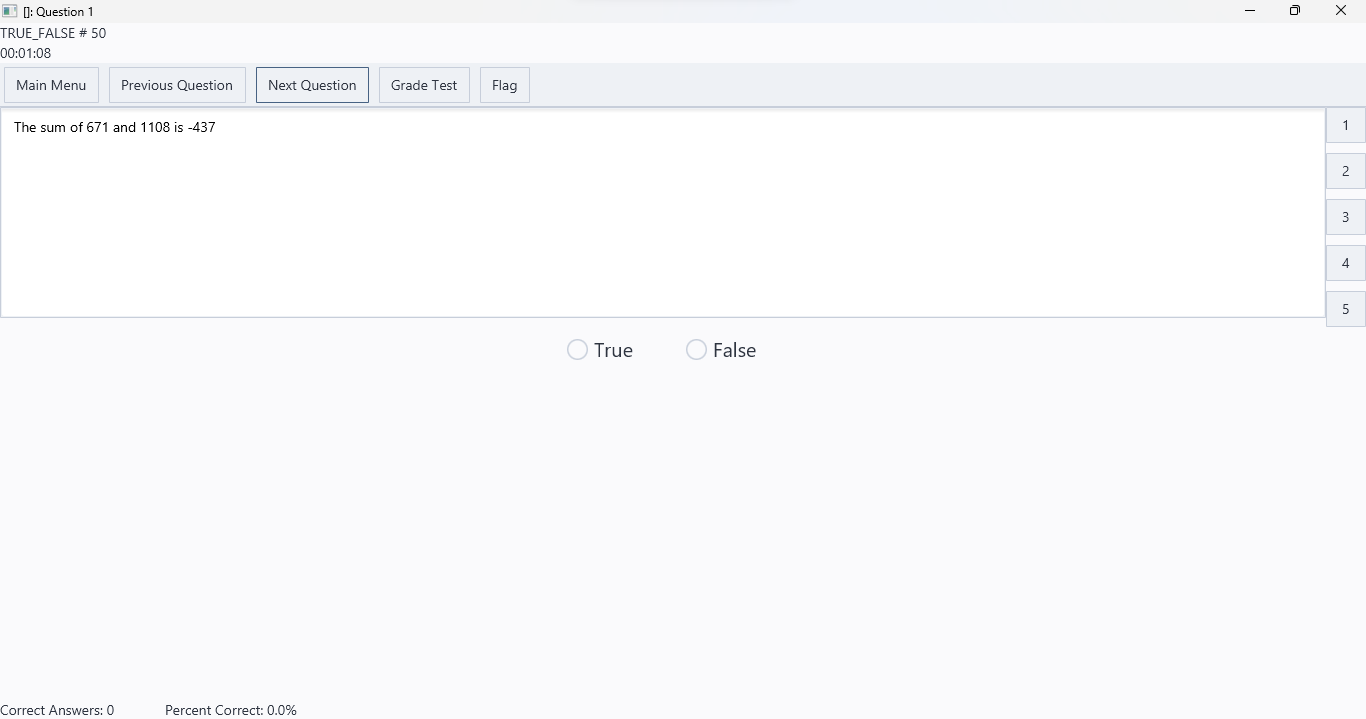 []: Question 1
TRUE_FALSE # 50
00:01:08
Main Menu
Previous Question
Next Question
Grade Test
Flag
The sum of 671 and 1108 is -437
1
2
3
4
5
True
False
Correct Answers: 0
Percent Correct: 0.0%